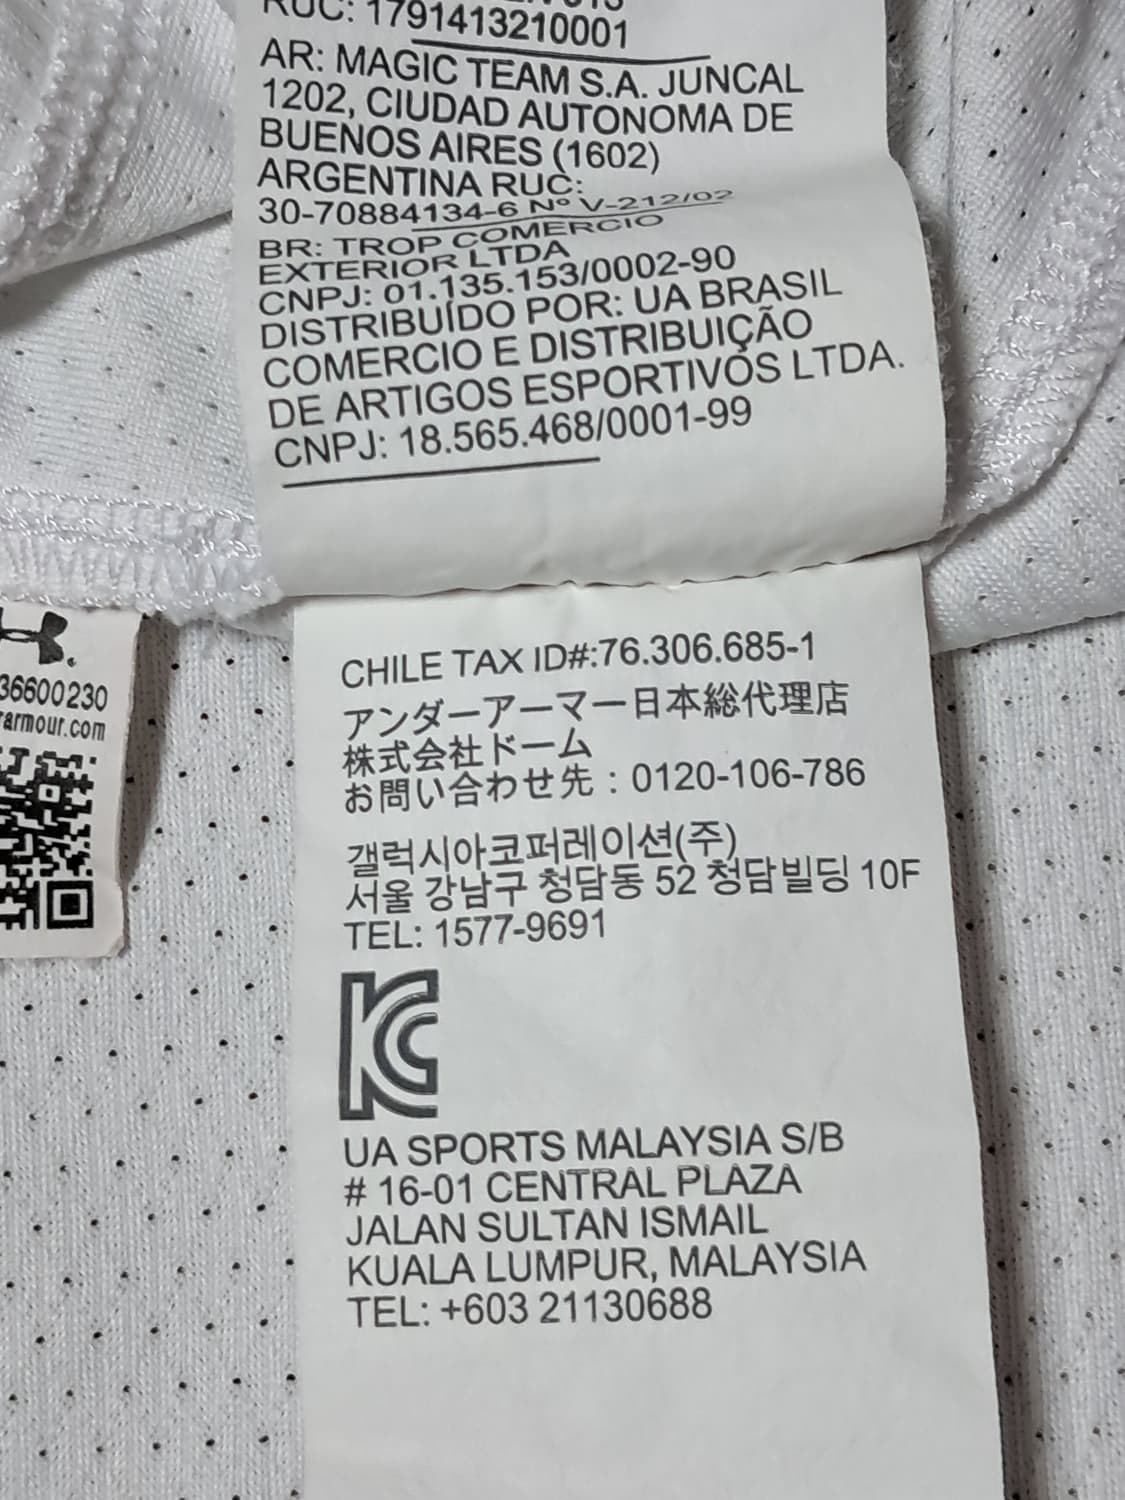 RUC: 1791413210001
AR: MAGIC TEAM S.A. JUNCAL
1202, CIUDAD AUTONOMA DE
BUENOS AIRES (1602)
ARGENTINA RUC:
30-70884134-6 Nº V-212/02
BR: TROP COMERCIO
EXTERIOR LTDA
CNPJ: 01.135.153/0002-90
DISTRIBUÍDO POR: UA BRASIL
COMERCIO E DISTRIBUIÇÃO
DE ARTIGOS ESPORTIVOS LTDA.
CNPJ: 18.565.468/0001-99
CHILE TAX ID#:76.306.685-1
アンダーアーマー日本総代理店
株式会社ドーム
お問い合わせ先：0120-106-786
갤럭시아코퍼레이션(주)
서울 강남구 청담동 52 청담빌딩 10F
TEL: 1577-9691
KC
UA SPORTS MALAYSIA S/B
# 16-01 CENTRAL PLAZA
JALAN SULTAN ISMAIL
KUALA LUMPUR, MALAYSIA
TEL: +603 21130688
36600230
armour.com